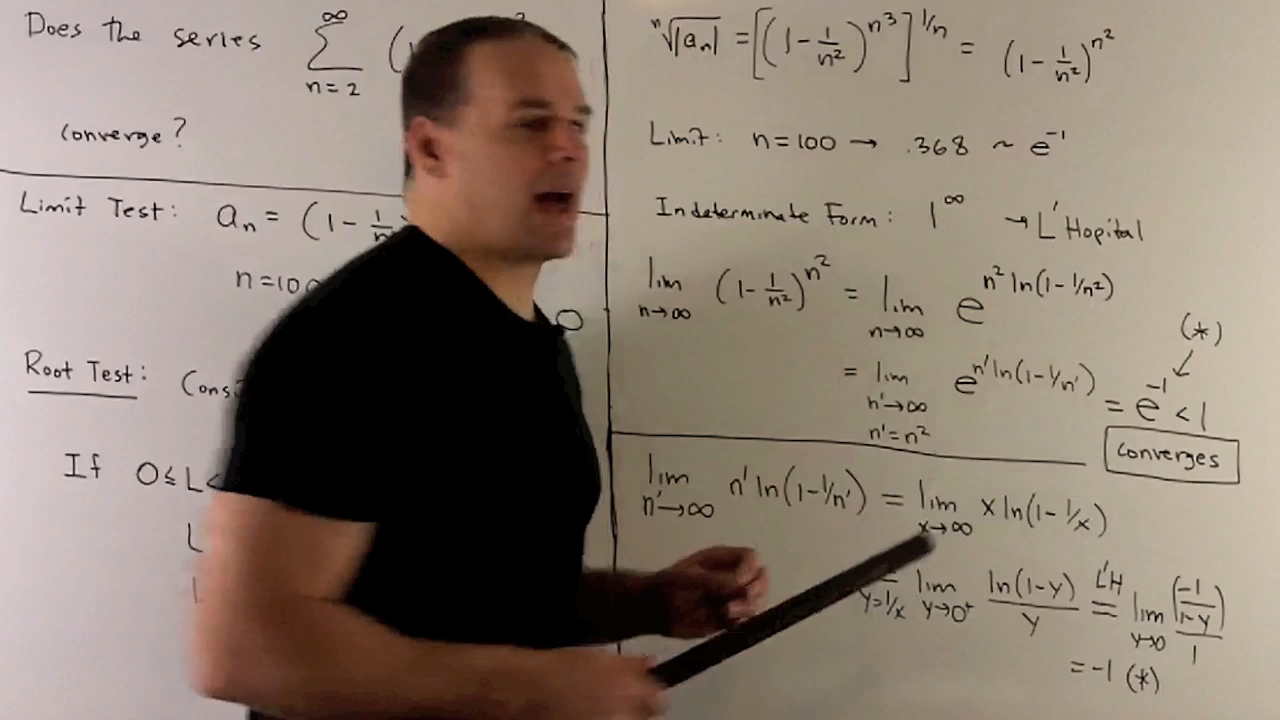 Does the series ∞ Σ n=2 (
converge?
Limit Test: aₙ = (1 - 1/n
n=100
0
Root Test:
If 0 ≤ L <
L
ⁿ√|aₙ| = [(1 - 1/n²)^n³]^1/n = (1 - 1/n²)^n²
Limit: n=100 → .368 ~ e⁻¹
Indeterminate Form: 1^∞ → L'Hopital
lim n→∞ (1 - 1/n²)^n² = lim n→∞ e^n² ln(1-1/n²)
(*)
= lim n'→∞ n'=n² e^n' ln(1-1/n') = e⁻¹ < 1
converges
lim n'→∞ n' ln(1-1/n') = lim x→∞ x ln(1-1/x)
= y=1/x lim y→0⁺ ln(1-y)/y L'H = lim y→0 (-1/1-y)/1
= -1 (*)